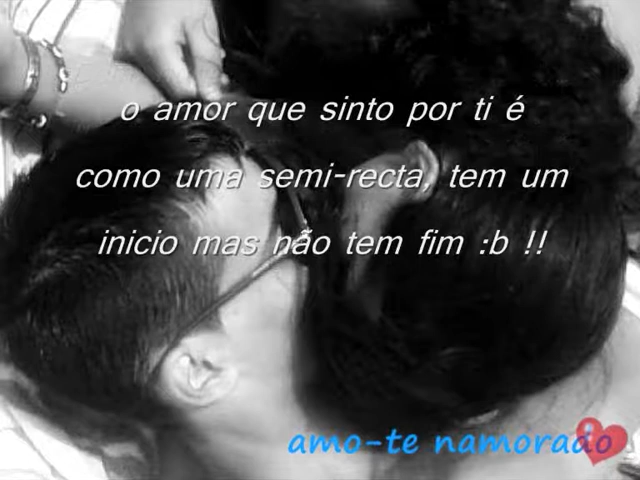 o amor que sinto por ti é
como uma semi-recta, tem um
inicio mas não tem fim :b !!
amo-te namorado